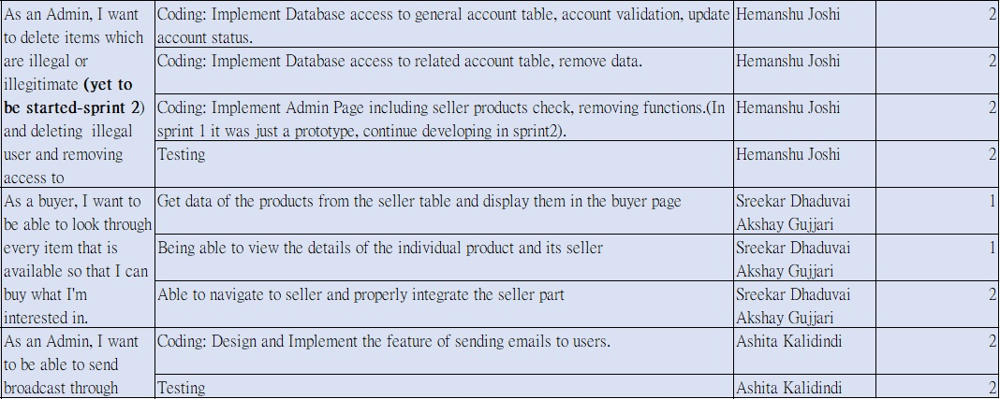 As an Admin, I want
to delete items which
are illegal or
illegitimate (yet to
be started-sprint 2)
and deleting illegal
user and removing
access to
Coding: Implement Database access to general account table, account validation, update
account status.
Hemanshu Joshi
2
Coding: Implement Database access to related account table, remove data.
Hemanshu Joshi
2
Coding: Implement Admin Page including seller products check, removing functions.(In
sprint 1 it was just a prototype, continue developing in sprint2).
Hemanshu Joshi
2
Testing
Hemanshu Joshi
2
As a buyer, I want to
be able to look through
every item that is
available so that I can
buy what I'm
interested in.
Get data of the products from the seller table and display them in the buyer page
Sreekar Dhaduvai
Akshay Gujjari
1
Being able to view the details of the individual product and its seller
Sreekar Dhaduvai
Akshay Gujjari
1
Able to navigate to seller and properly integrate the seller part
Sreekar Dhaduvai
Akshay Gujjari
2
As an Admin, I want
to be able to send
broadcast through
Coding: Design and Implement the feature of sending emails to users.
Ashita Kalidindi
2
Testing
Ashita Kalidindi
2